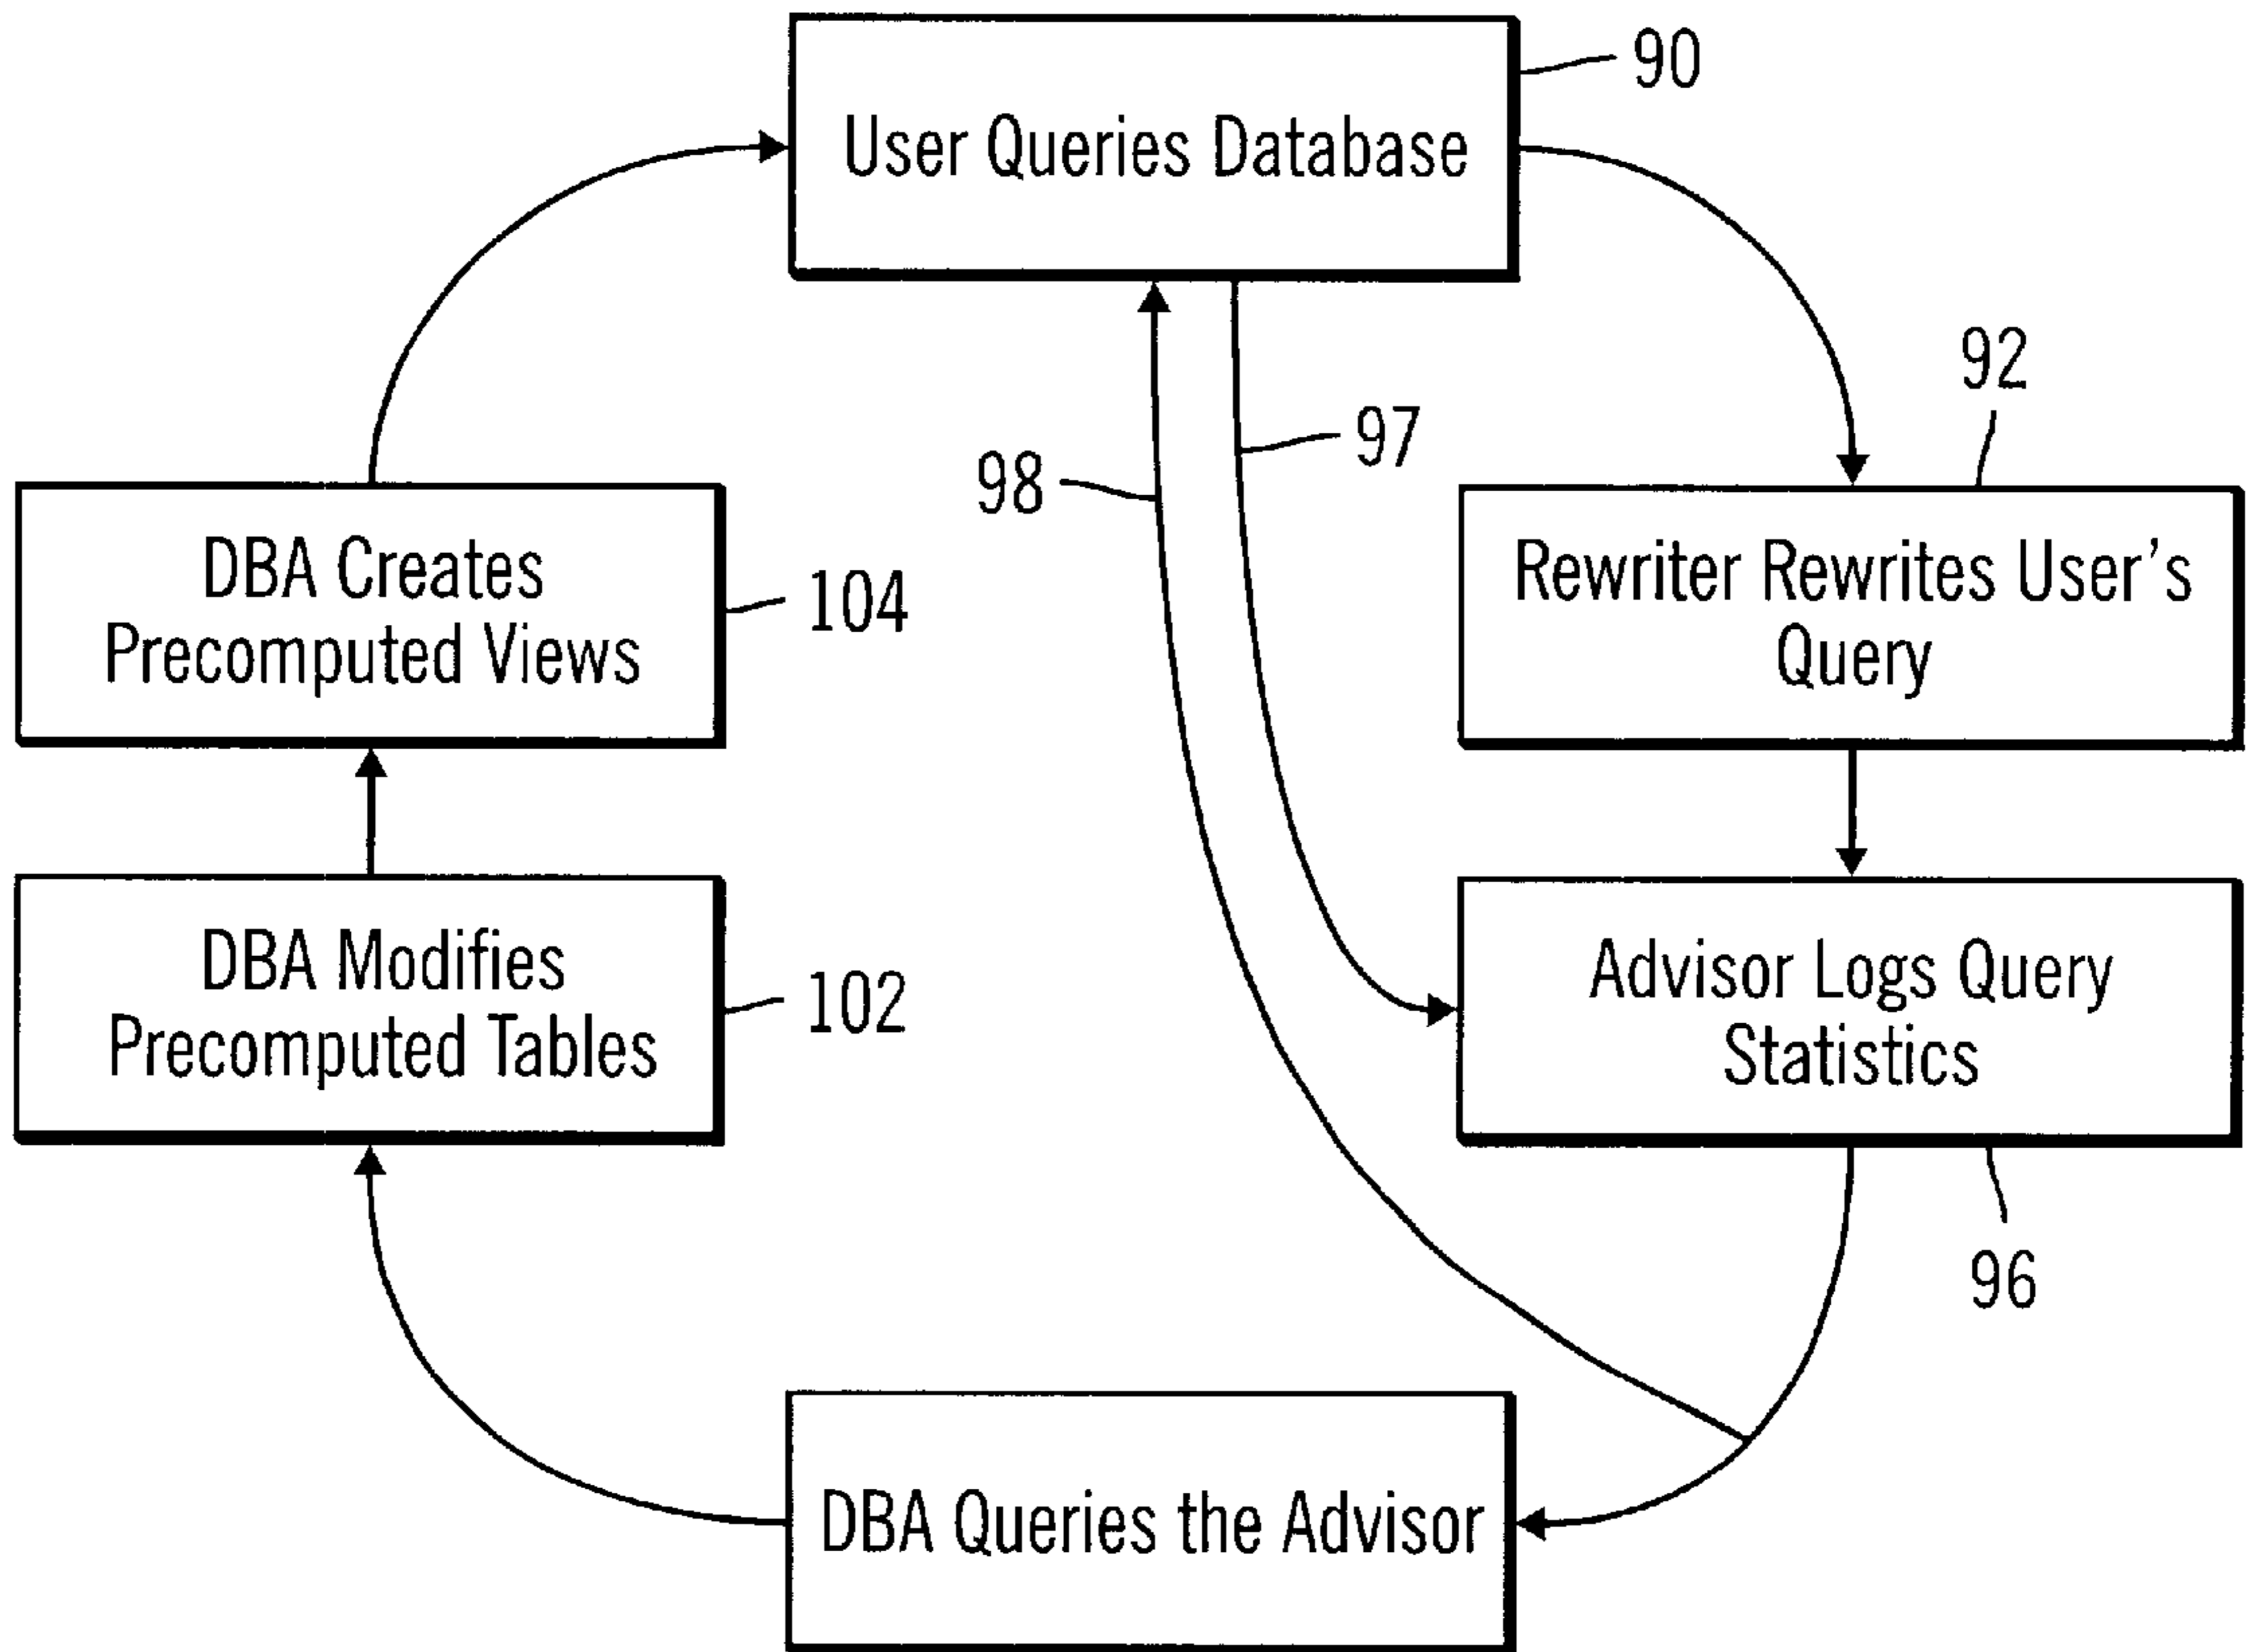 90
User Queries Database
92
97
98
DBA Creates
Precomputed Views
104
Rewriter Rewrites User's
Query
DBA Modifies
Precomputed Tables
102
Advisor Logs Query
Statistics
96
DBA Queries the Advisor